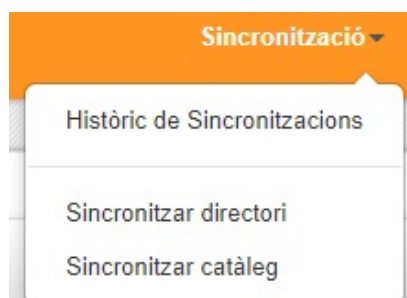 Sincronització
Històric de Sincronitzacions
Sincronitzar directori
Sincronitzar catàleg